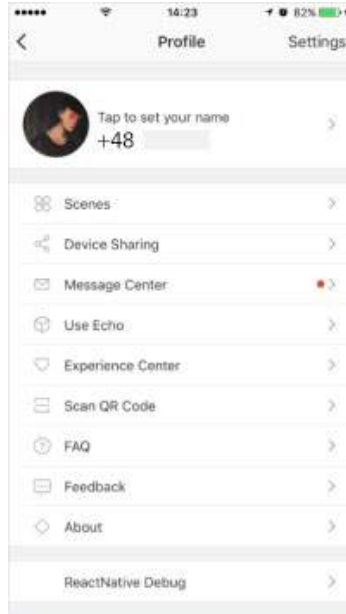 14:23
82%
Profile
Settings
Tap to set your name
+48
Scenes
Device Sharing
Message Center
Use Echo
Experience Center
Scan QR Code
FAQ
Feedback
About
ReactNative Debug